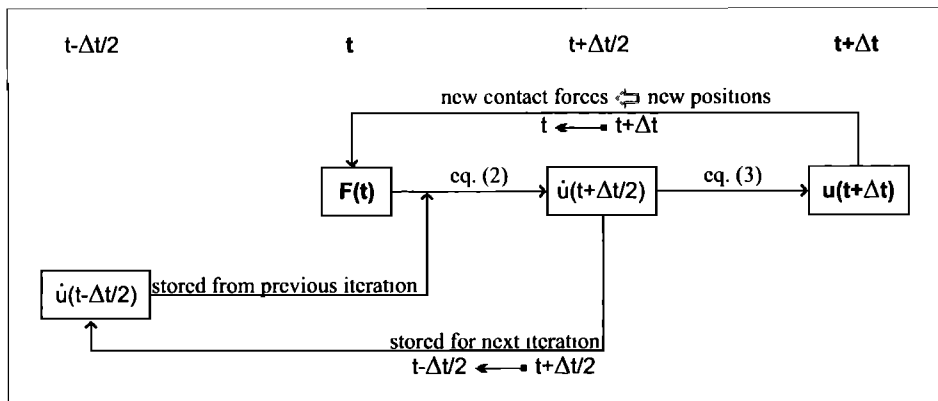 t-Δt/2 t t+Δt/2 t+Δt
new contact forces ⇦ new positions
t ← t+Δt
F(t) eq. (2) u̇(t+Δt/2) eq. (3) u(t+Δt)
u̇(t-Δt/2) stored from previous iteration
stored for next iteration
t-Δt/2 ← t+Δt/2